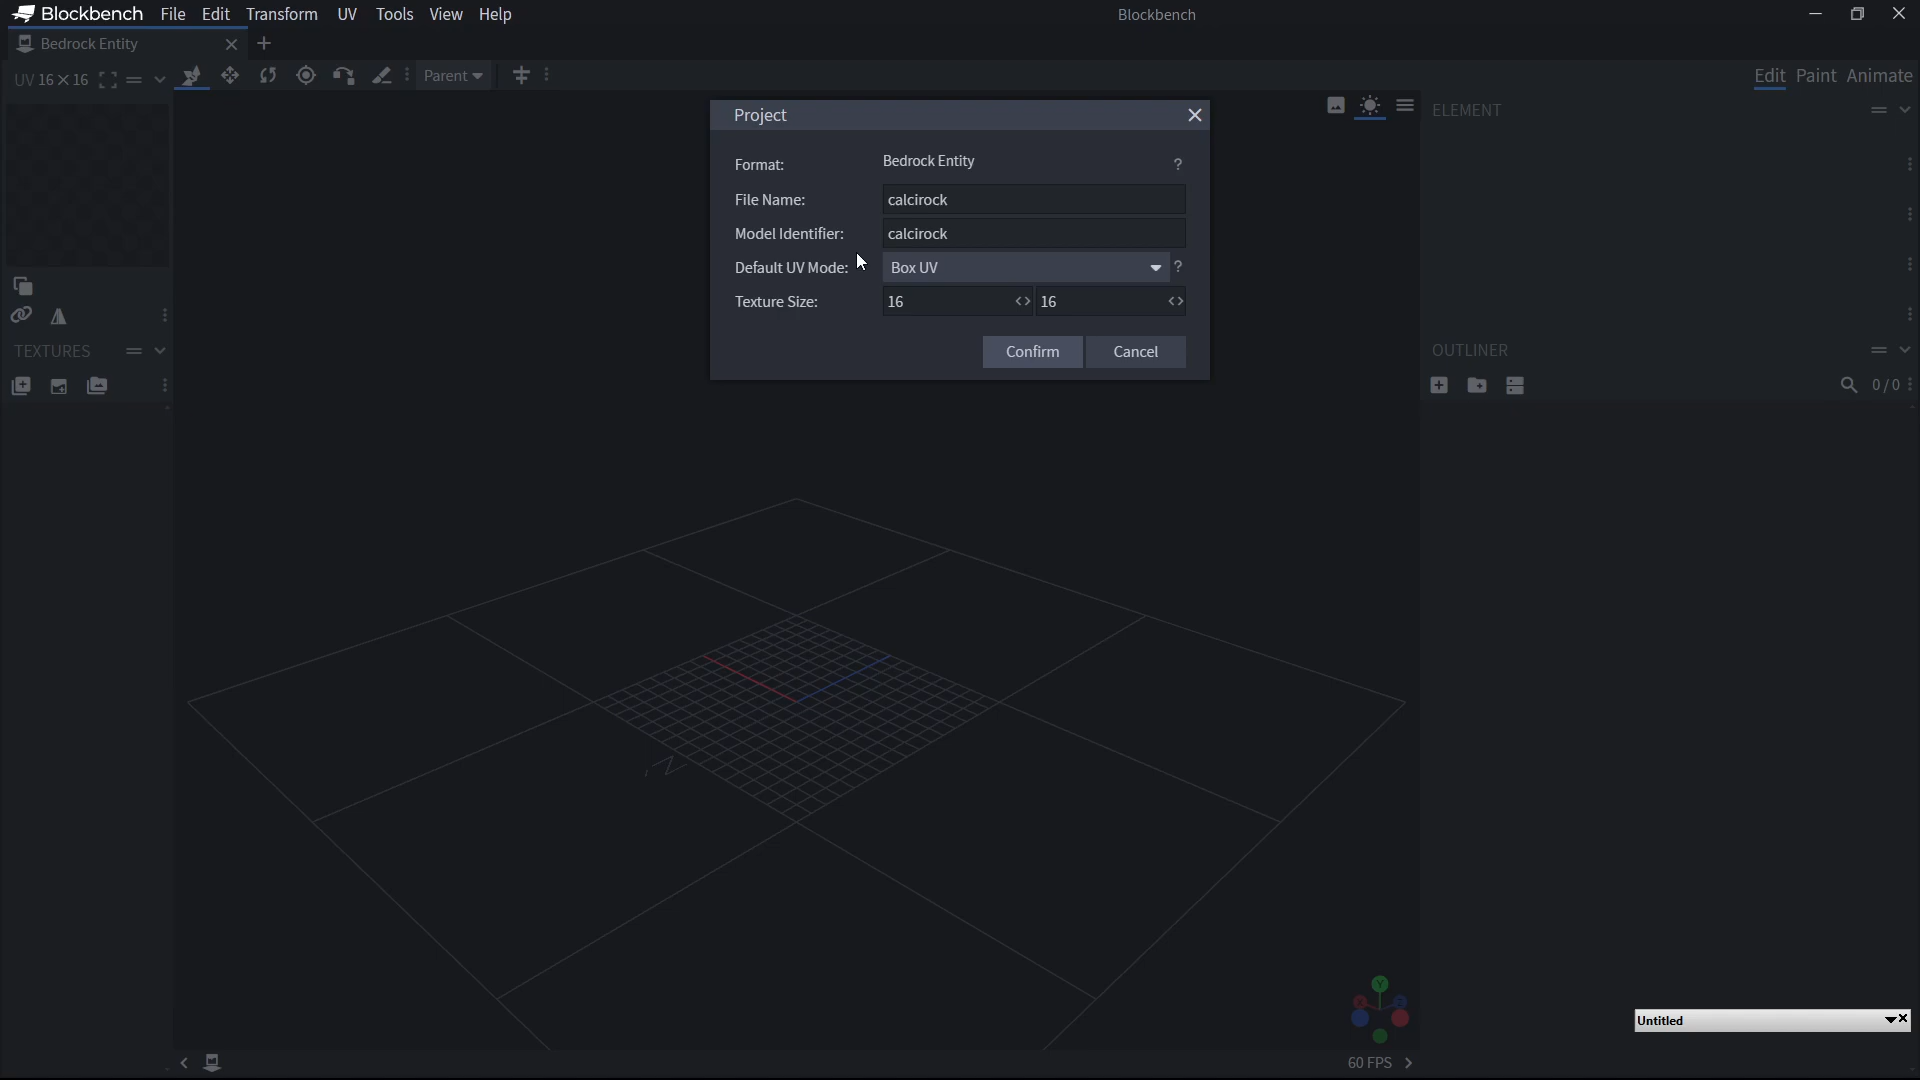 Blockbench File Edit Transform UV Tools View Help Blockbench
Bedrock Entity
UV 16×16 Parent Edit Paint Animate
Project
ELEMENT
Format: Bedrock Entity ?
File Name: calcirock
Model Identifier: calcirock
Default UV Mode: Box UV ?
Texture Size: 16 16
Confirm Cancel
TEXTURES
OUTLINER
0/0
N
Y
X Z
Untitled
60 FPS